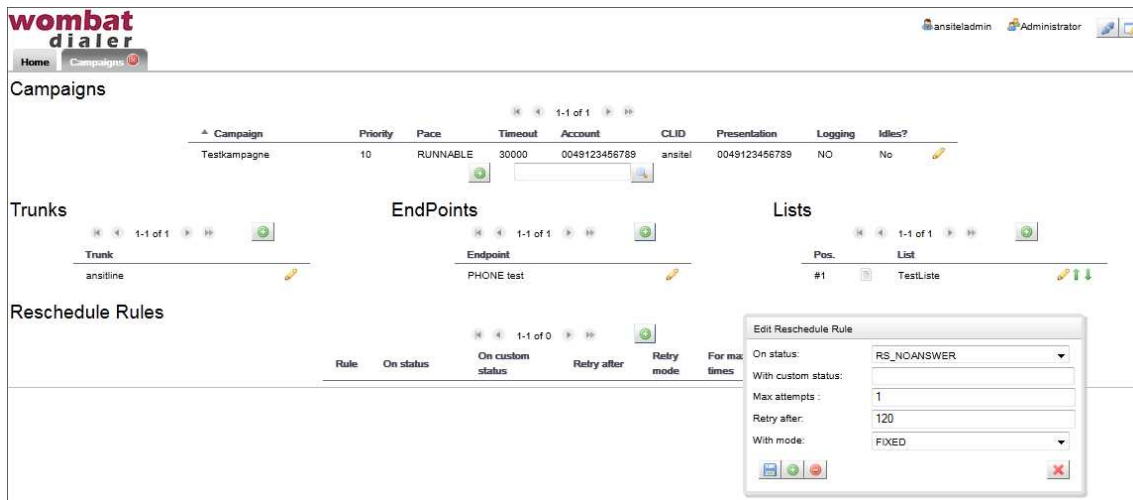 wombat
dialer
ansiteladmin Administrator
Home Campaigns
Campaigns
1-1 of 1
Campaign Priority Pace Timeout Account CLID Presentation Logging Idles?
Testkampagne 10 RUNNABLE 30000 0049123456789 ansitel 0049123456789 NO No
Trunks EndPoints Lists
1-1 of 1 1-1 of 1 1-1 of 1
Trunk Endpoint Pos. List
ansitline PHONE test #1 TestListe
Reschedule Rules
1-1 of 0
Rule On status On custom status Retry after Retry mode For max times
Edit Reschedule Rule
On status: RS_NOANSWER
With custom status:
Max attempts : 1
Retry after: 120
With mode: FIXED